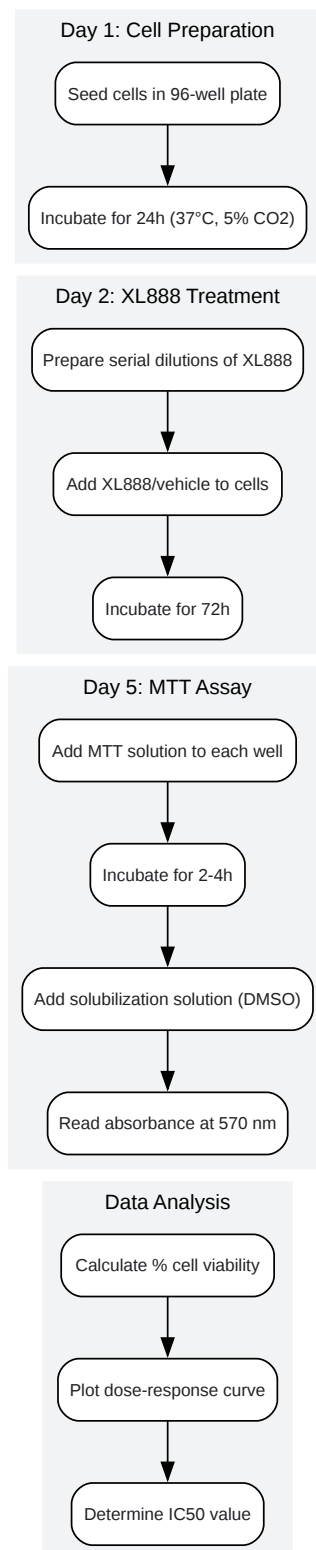 Day 1: Cell Preparation
Seed cells in 96-well plate
Incubate for 24h (37°C, 5% CO2)
Day 2: XL888 Treatment
Prepare serial dilutions of XL888
Add XL888/vehicle to cells
Incubate for 72h
Day 5: MTT Assay
Add MTT solution to each well
Incubate for 2-4h
Add solubilization solution (DMSO)
Read absorbance at 570 nm
Data Analysis
Calculate % cell viability
Plot dose-response curve
Determine IC50 value